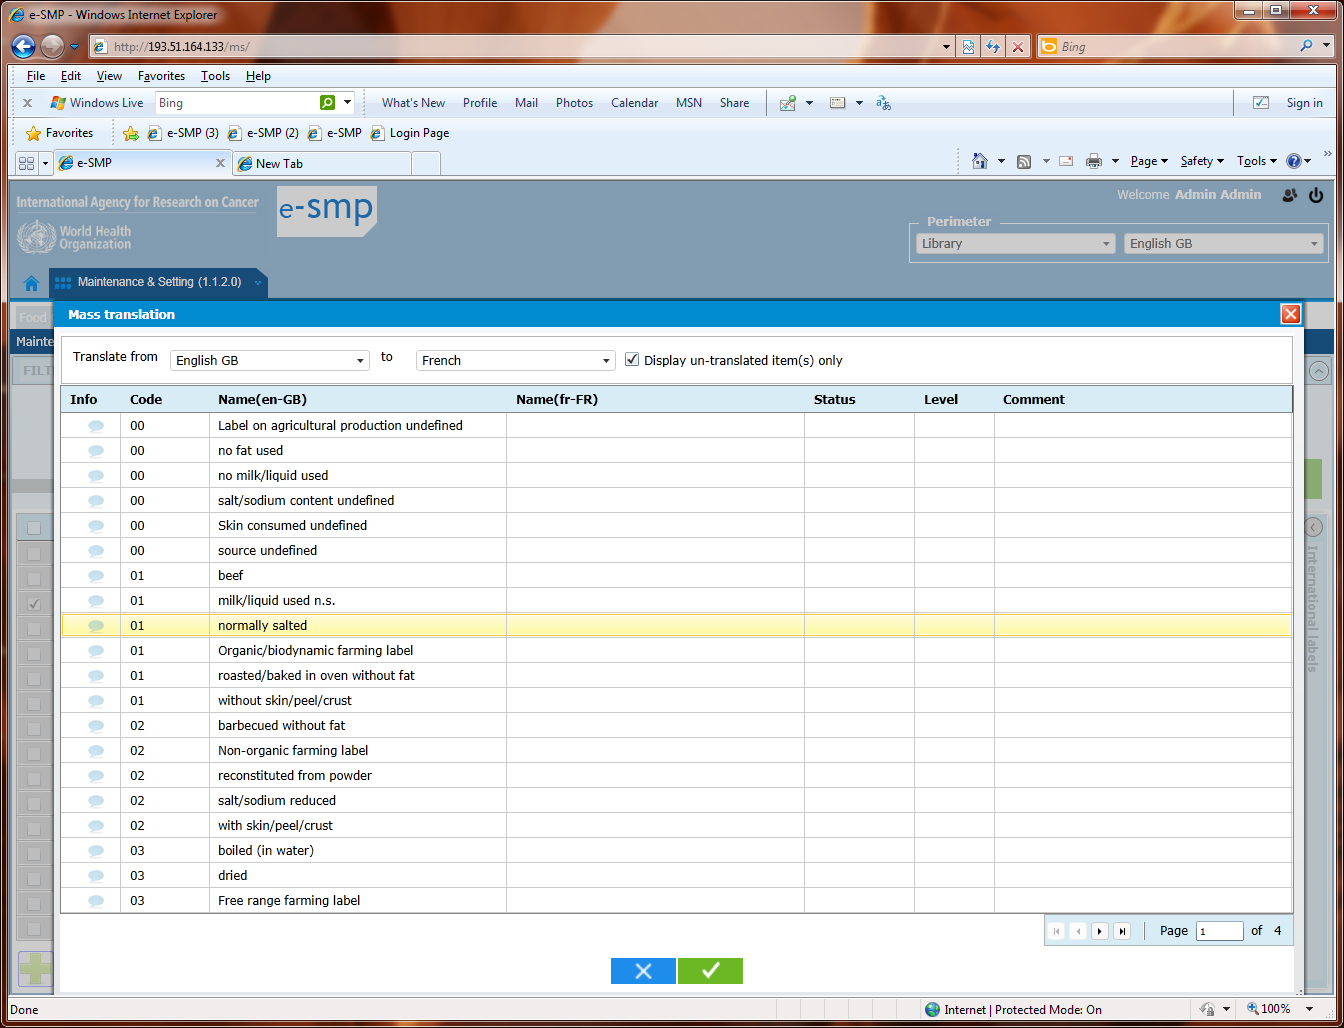 e-SMP - Windows Internet Explorer
http://193.51.164.133/ms/
Bing
File Edit View Favorites Tools Help
Windows Live Bing What's New Profile Mail Photos Calendar MSN Share Sign in
Favorites e-SMP (3) e-SMP (2) e-SMP Login Page
e-SMP New Tab Page Safety Tools
International Agency for Research on Cancer
World Health
Organization
e-smp
Welcome Admin Admin
Perimeter
Library English GB
Maintenance & Setting (1.1.2.0)
Food
Mainte
FILT
International labels
Mass translation
Translate from English GB to French Display un-translated item(s) only
Info Code Name(en-GB) Name(fr-FR) Status Level Comment
00 Label on agricultural production undefined
00 no fat used
00 no milk/liquid used
00 salt/sodium content undefined
00 Skin consumed undefined
00 source undefined
01 beef
01 milk/liquid used n.s.
01 normally salted
01 Organic/biodynamic farming label
01 roasted/baked in oven without fat
01 without skin/peel/crust
02 barbecued without fat
02 Non-organic farming label
02 reconstituted from powder
02 salt/sodium reduced
02 with skin/peel/crust
03 boiled (in water)
03 dried
03 Free range farming label
Page 1 of 4
Done Internet | Protected Mode: On 100%